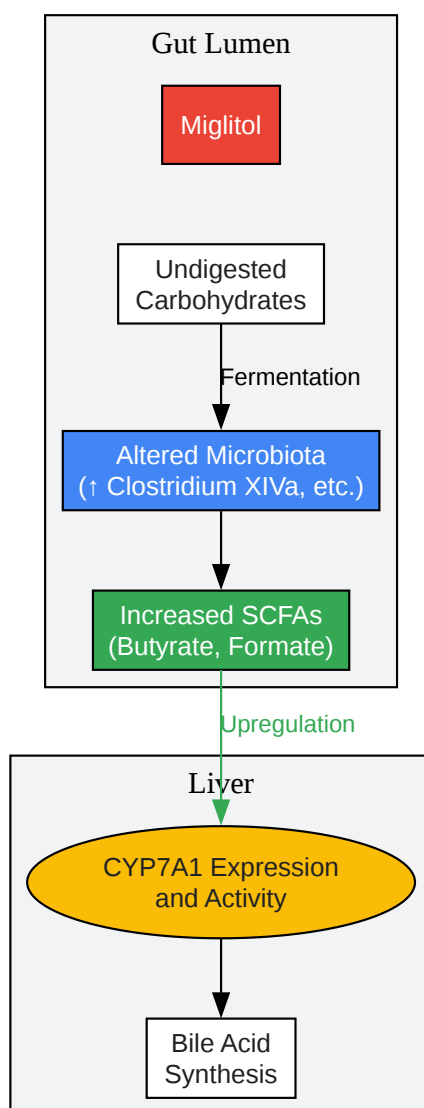 Gut Lumen
Miglitol
Undigested
Carbohydrates
Fermentation
Altered Microbiota
(↑ Clostridium XIVa, etc.)
Increased SCFAs
(Butyrate, Formate)
Upregulation
Liver
CYP7A1 Expression
and Activity
Bile Acid
Synthesis